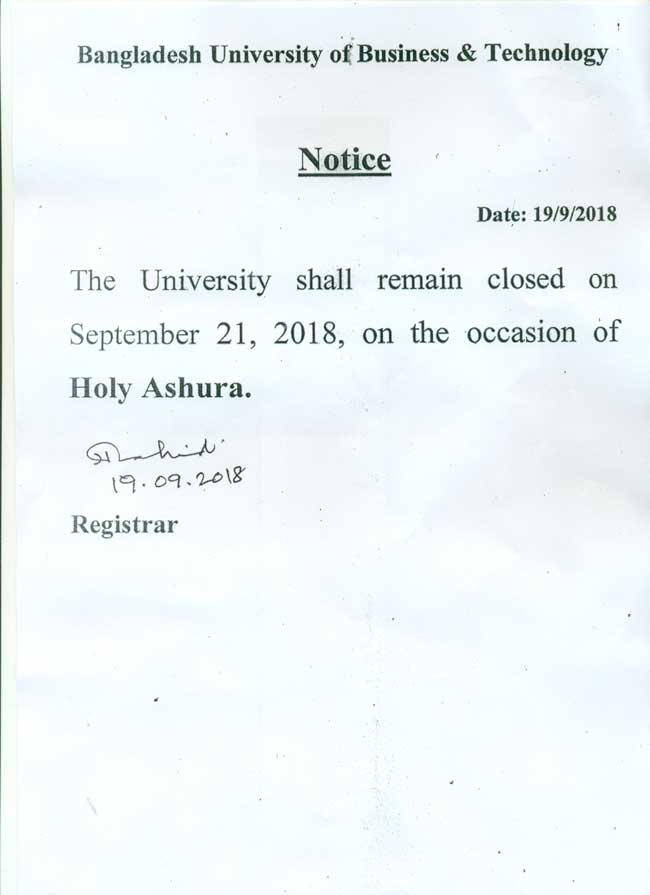 Bangladesh University of Business & Technology
Notice
Date: 19/9/2018
The University shall remain closed on
September 21, 2018, on the occasion of
Holy Ashura.
19.09.2018
Registrar